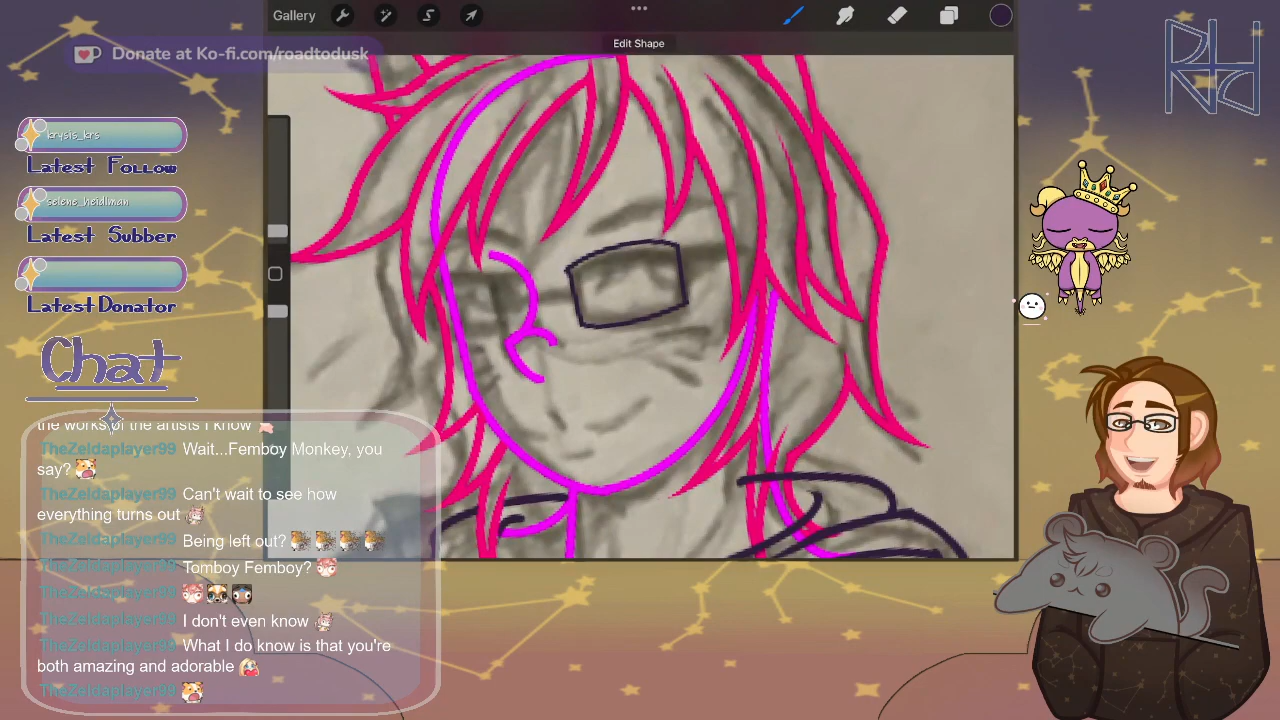 Gallery
Edit Shape
Donate at Ko-fi.com/roadtodusk
krysis_krs
Latest Follow
selene_heidlman
Latest Subber
Latest Donator
Chat
the works of the artists I know
TheZeldaplayer99 Wait...Femboy Monkey, you
say?
TheZeldaplayer99 Can't wait to see how
everything turns out
TheZeldaplayer99 Being left out?
TheZeldaplayer99 Tomboy Femboy?
TheZeldaplayer99
TheZeldaplayer99 I don't even know
TheZeldaplayer99 What I do know is that you're
both amazing and adorable
TheZeldaplayer99